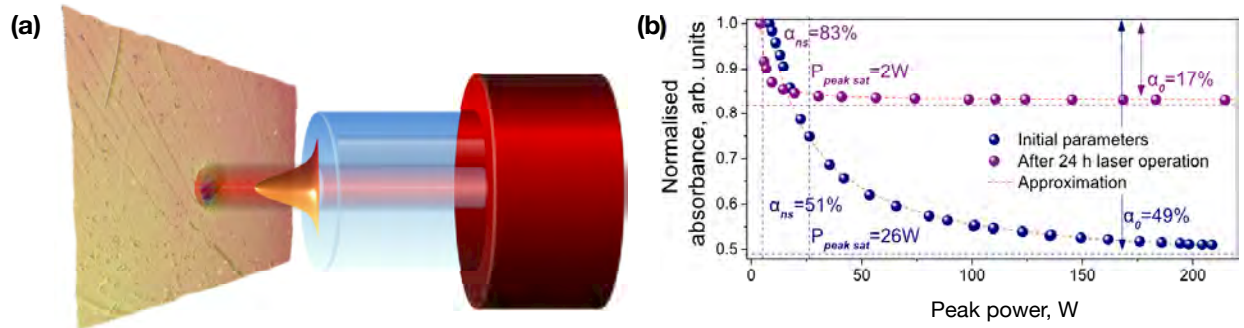 (a)
(b)
Normalised
absorbance, arb. units
1.0
0.9
0.8
0.7
0.6
0.5
α_ns=83%
P_peak sat=2W
α_0=17%
Initial parameters
After 24 h laser operation
Approximation
α_ns=51%
P_peak sat=26W
α_0=49%
0
50
100
150
200
Peak power, W